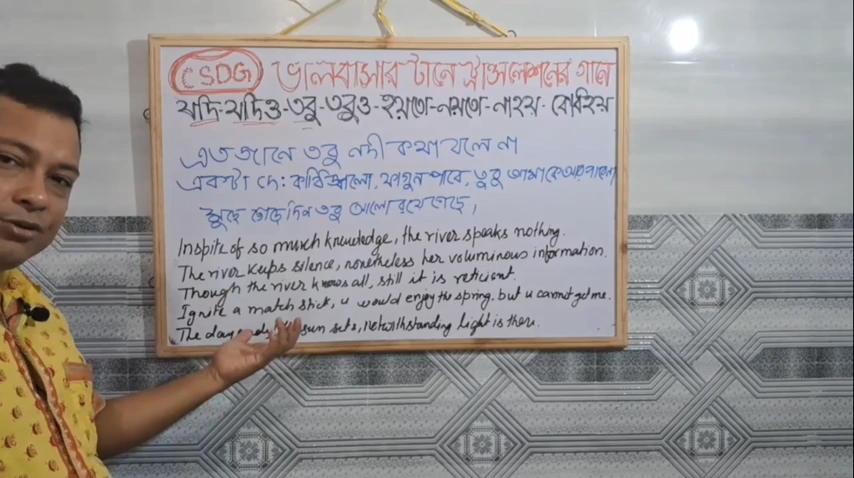 CSDG ভালবাসার টানে ট্রান্সলেশনের গানে
যদি-যদিও-তবু-তবুও-হয়তো-নয়তো-নাহয়-বোধহয়
এত জানে তবু নদী কথা বলে না
একটা দে: কাঠি জ্বালো, ফাগুন পাবে, তবু আমাকে আর পাবেনা
মুছে গেছে দিন তবু আলো রয়ে গেছে,
Inspite of so much knowledge, the river speaks nothing.
The river keeps silence, nonetheless her voluminous information.
Though the river knows all, still it is reticient.
Ignite a match stick, u would enjoy the spring. but u cannot get me.
The day sun sets, notwithstanding light is there.